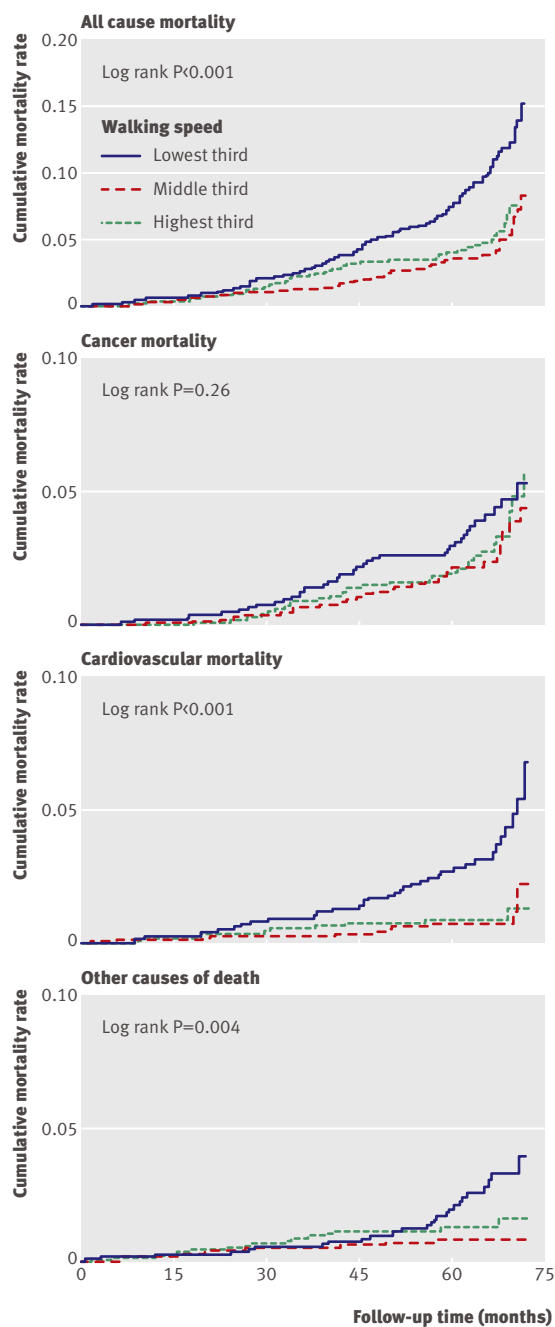 All cause mortality
Cumulative mortality rate
0.20
0.15
0.10
0.05
0
Log rank P<0.001
Walking speed
Lowest third
Middle third
Highest third
Cancer mortality
Cumulative mortality rate
0.10
0.05
0
Log rank P=0.26
Cardiovascular mortality
Cumulative mortality rate
0.10
0.05
0
Log rank P<0.001
Other causes of death
Cumulative mortality rate
0.10
0.05
0
Log rank P=0.004
0 15 30 45 60 75
Follow-up time (months)